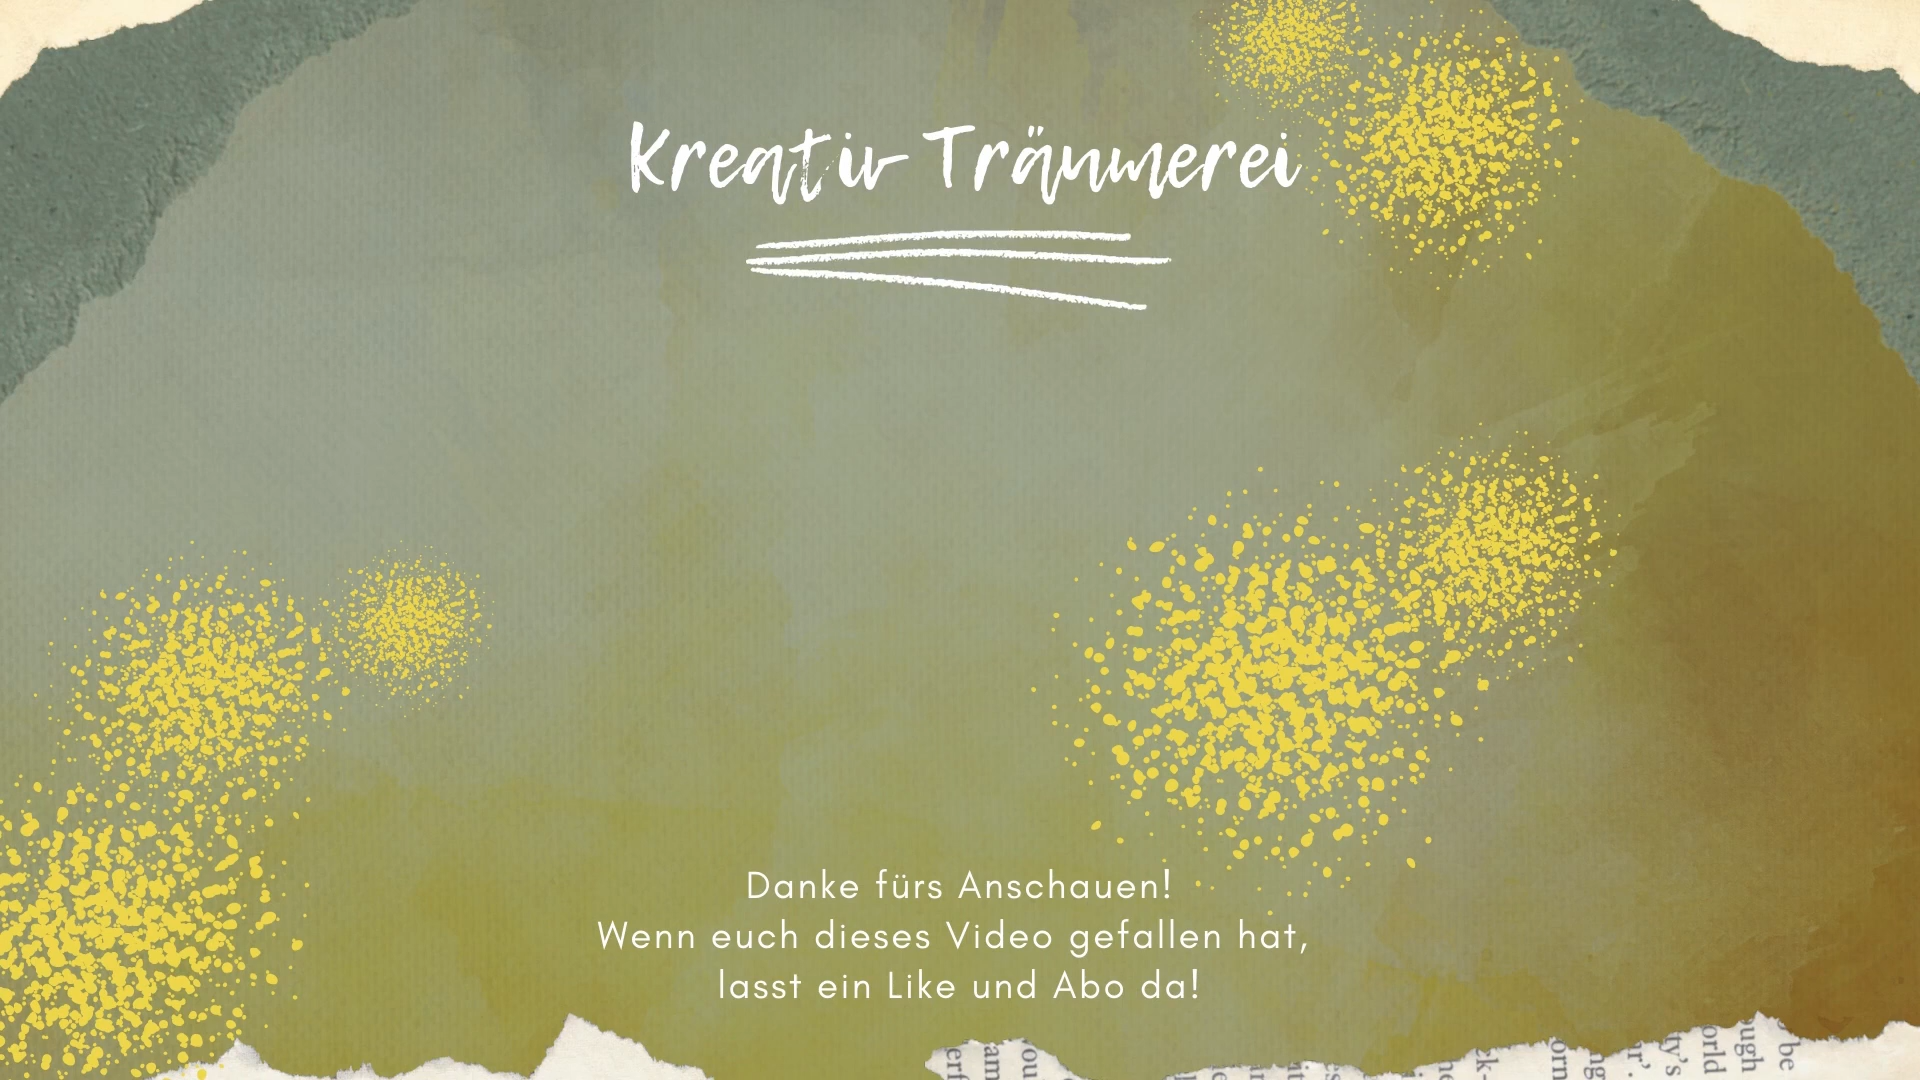 Kreativ Träumerei
Danke fürs Anschauen!
Wenn euch dieses Video gefallen hat,
lasst ein Like und Abo da!